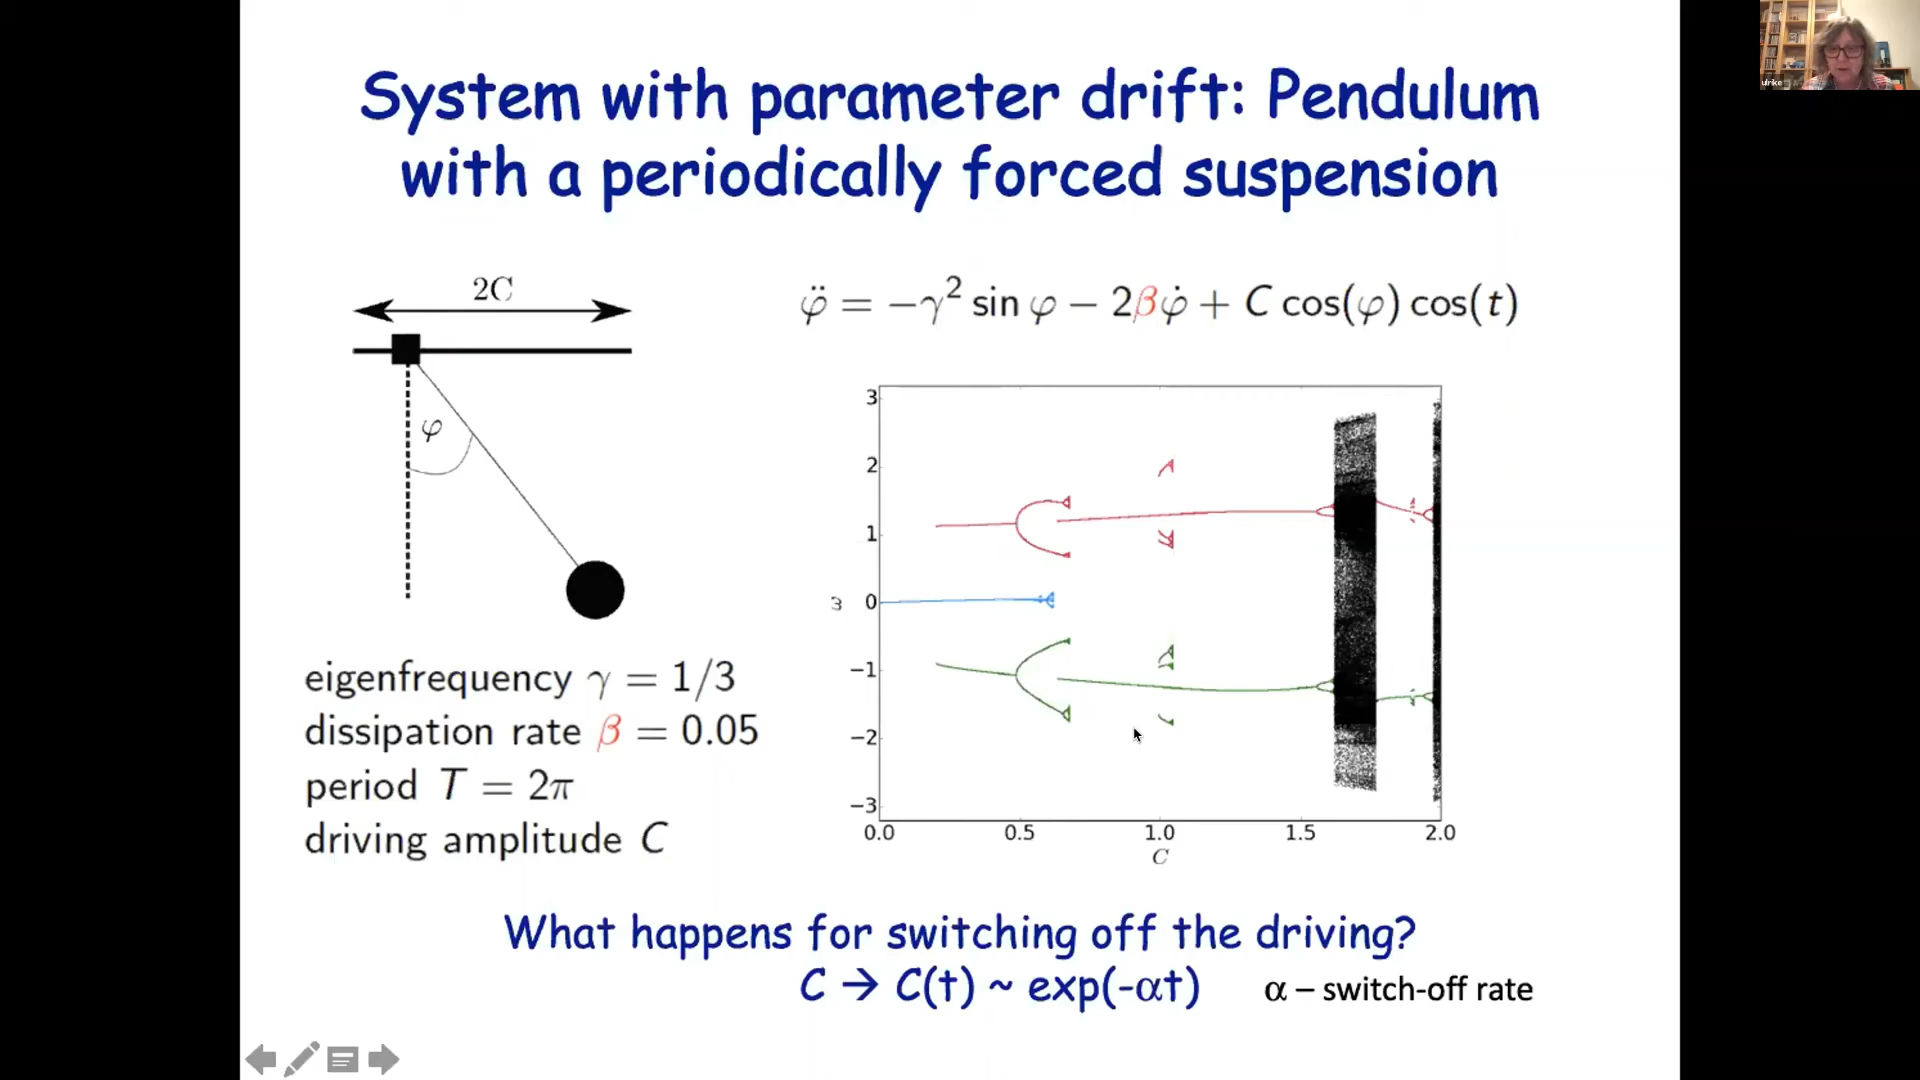 System with parameter drift: Pendulum
with a periodically forced suspension
ulrike
2C
φ
φ̈ = −γ² sin φ − 2βφ̇ + C cos(φ) cos(t)
eigenfrequency γ = 1/3
dissipation rate β = 0.05
period T = 2π
driving amplitude C
3
2
1
ω 0
−1
−2
−3
0.0 0.5 1.0 1.5 2.0
C
What happens for switching off the driving?
C → C(t) ~ exp(-αt) α – switch-off rate